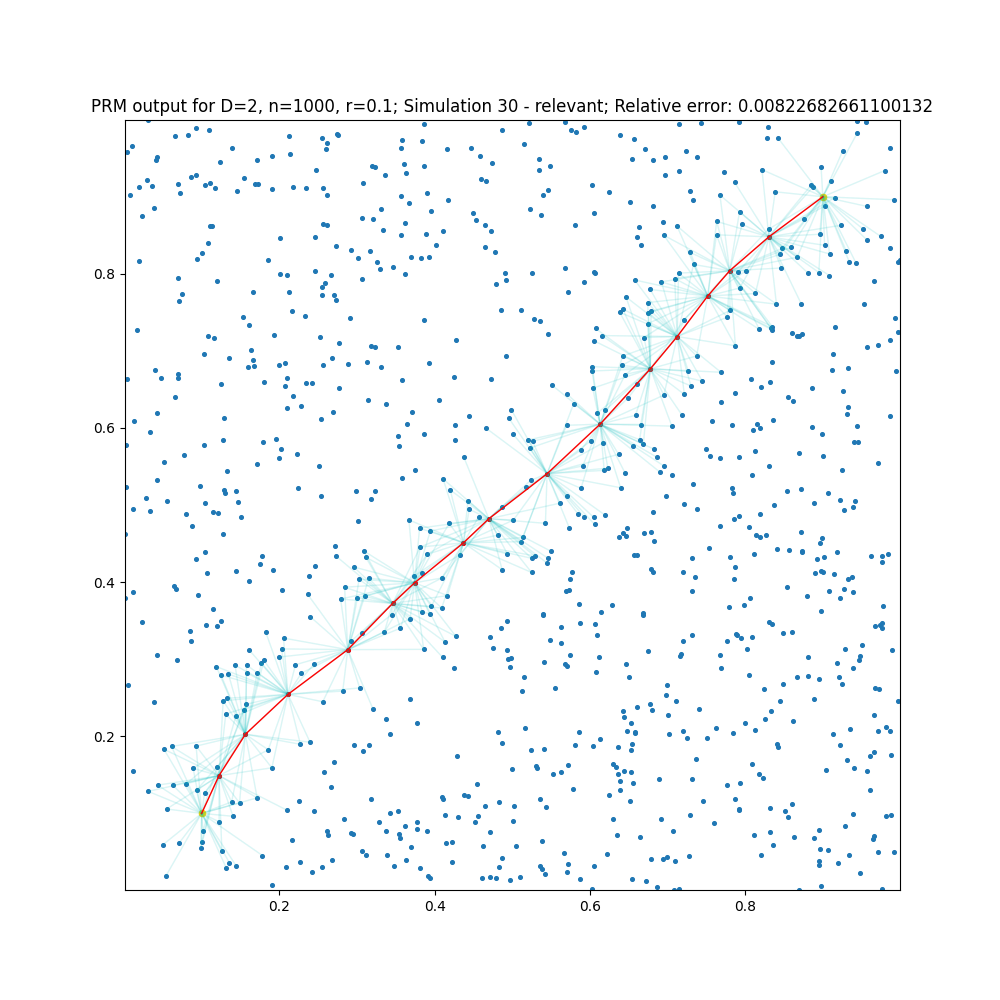 PRM output for D=2, n=1000, r=0.1; Simulation 30 - relevant; Relative error: 0.00822682661100132
0.8
0.6
0.4
0.2
0.2 0.4 0.6 0.8